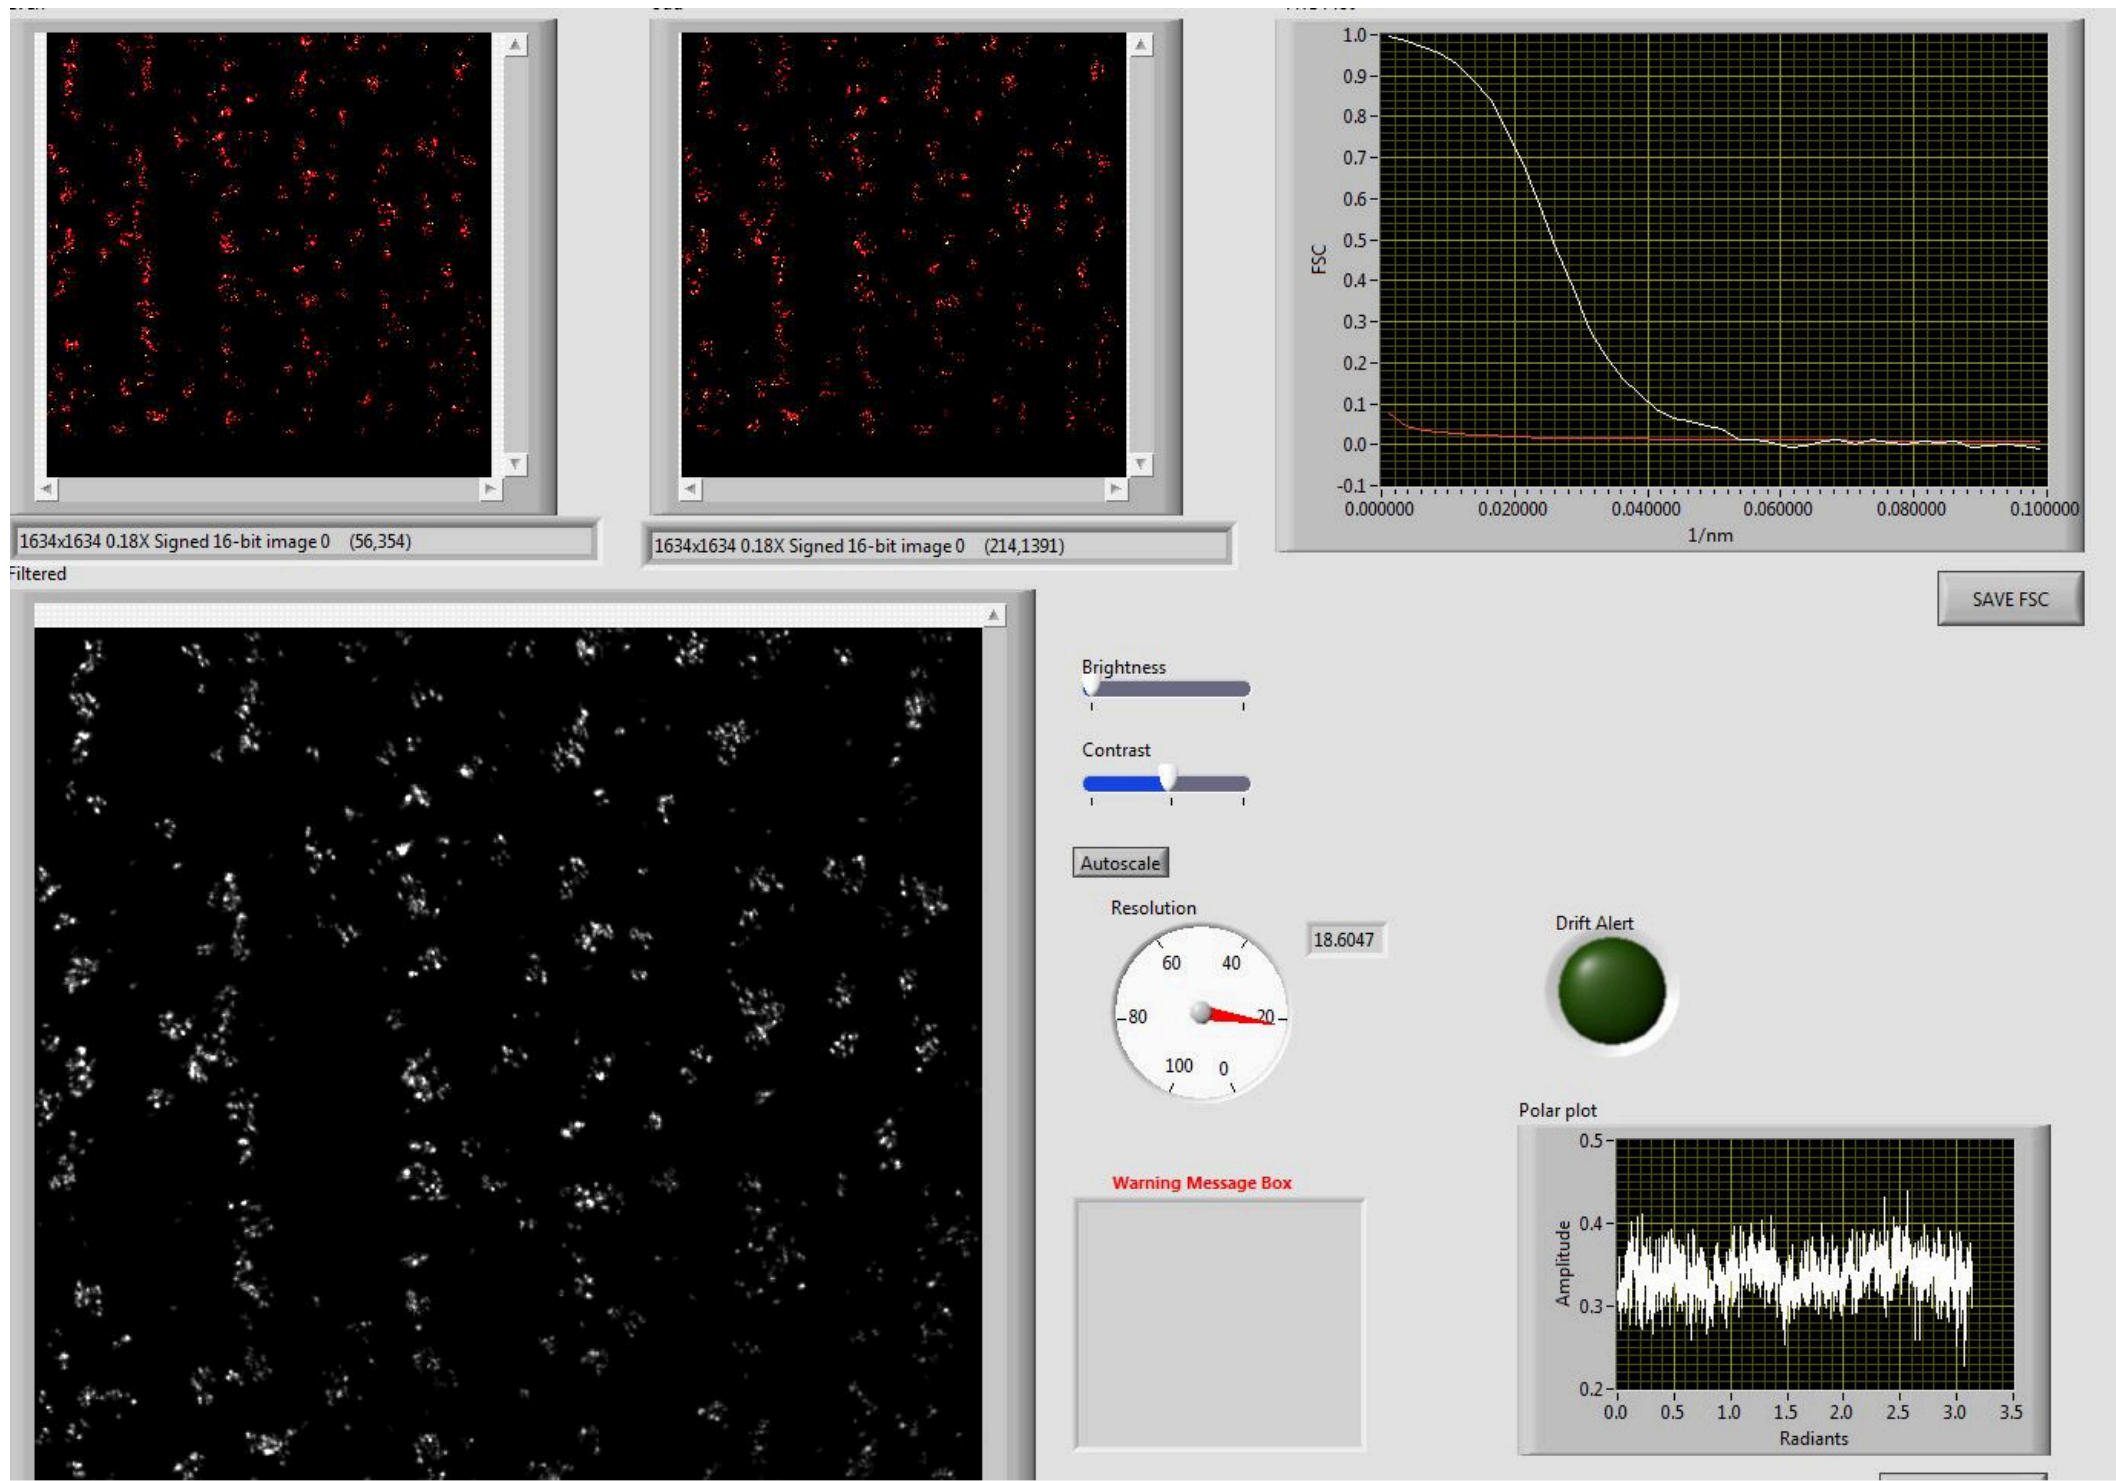 1634x1634 0.18X Signed 16-bit image 0 (56,354)
1634x1634 0.18X Signed 16-bit image 0 (214,1391)
1.0
0.9
0.8
0.7
0.6
0.5
0.4
0.3
0.2
0.1
0.0
-0.1
FSC
0.000000 0.020000 0.040000 0.060000 0.080000 0.100000
1/nm
SAVE FSC
Filtered
Brightness
Contrast
Autoscale
Resolution
18.6047
60 40
80 20
100 0
Drift Alert
Warning Message Box
Polar plot
0.5
0.4
0.3
0.2
Amplitude
0.0 0.5 1.0 1.5 2.0 2.5 3.0 3.5
Radiants